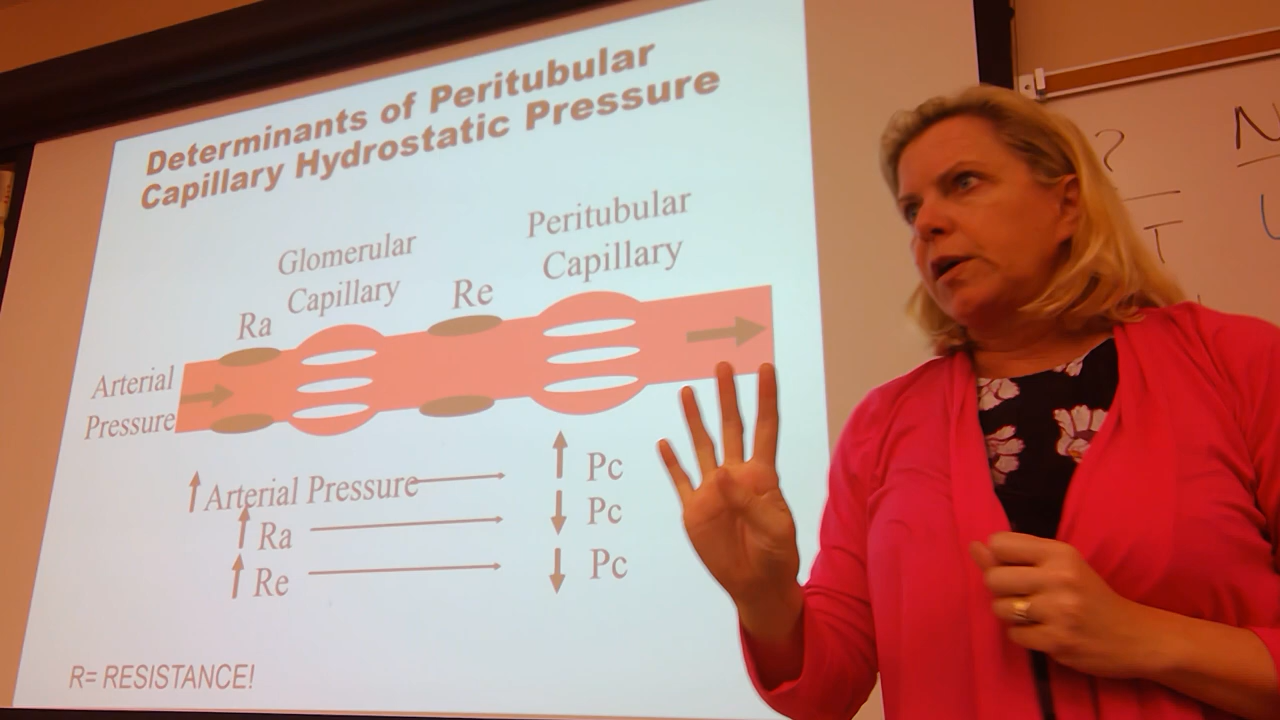 Determinants of Peritubular
Capillary Hydrostatic Pressure
Glomerular
Capillary
Peritubular
Capillary
Ra
Re
Arterial
Pressure
↑ Arterial Pressure → ↑ Pc
↑ Ra → ↓ Pc
↑ Re → ↓ Pc
R= RESISTANCE!
?
T
N